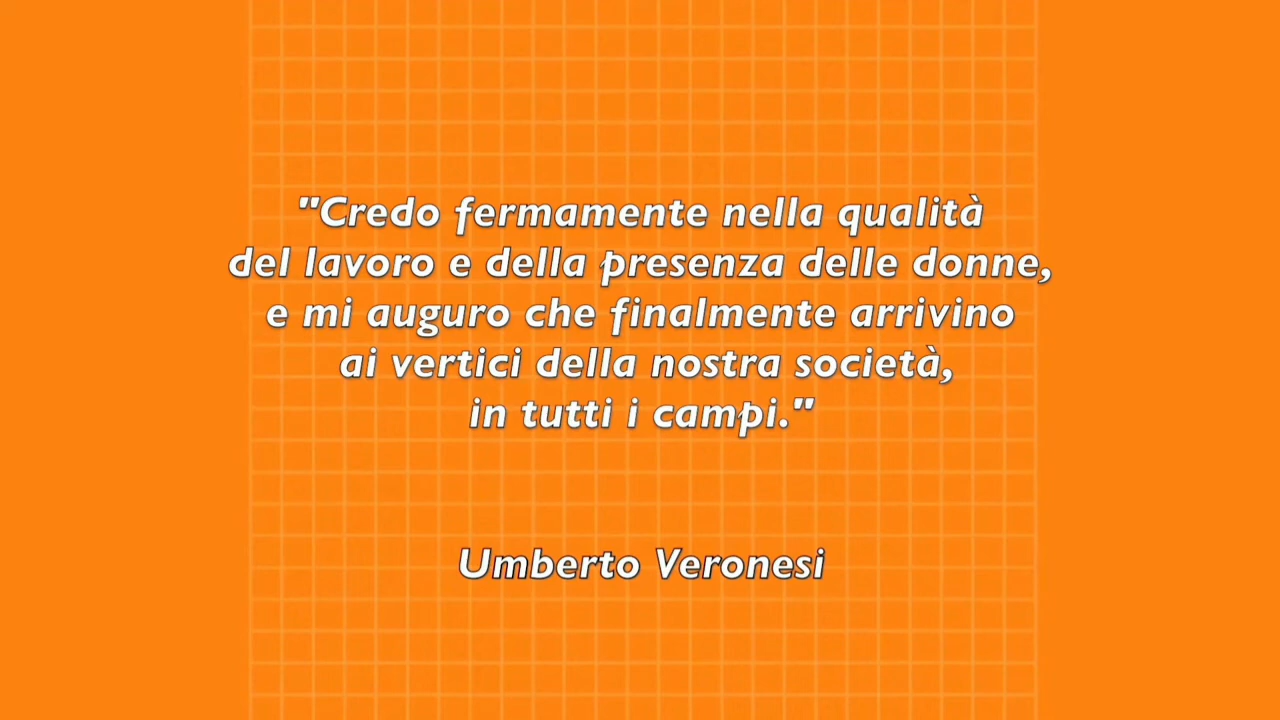 "Credo fermamente nella qualità
del lavoro e della presenza delle donne,
e mi auguro che finalmente arrivino
ai vertici della nostra società,
in tutti i campi."
Umberto Veronesi